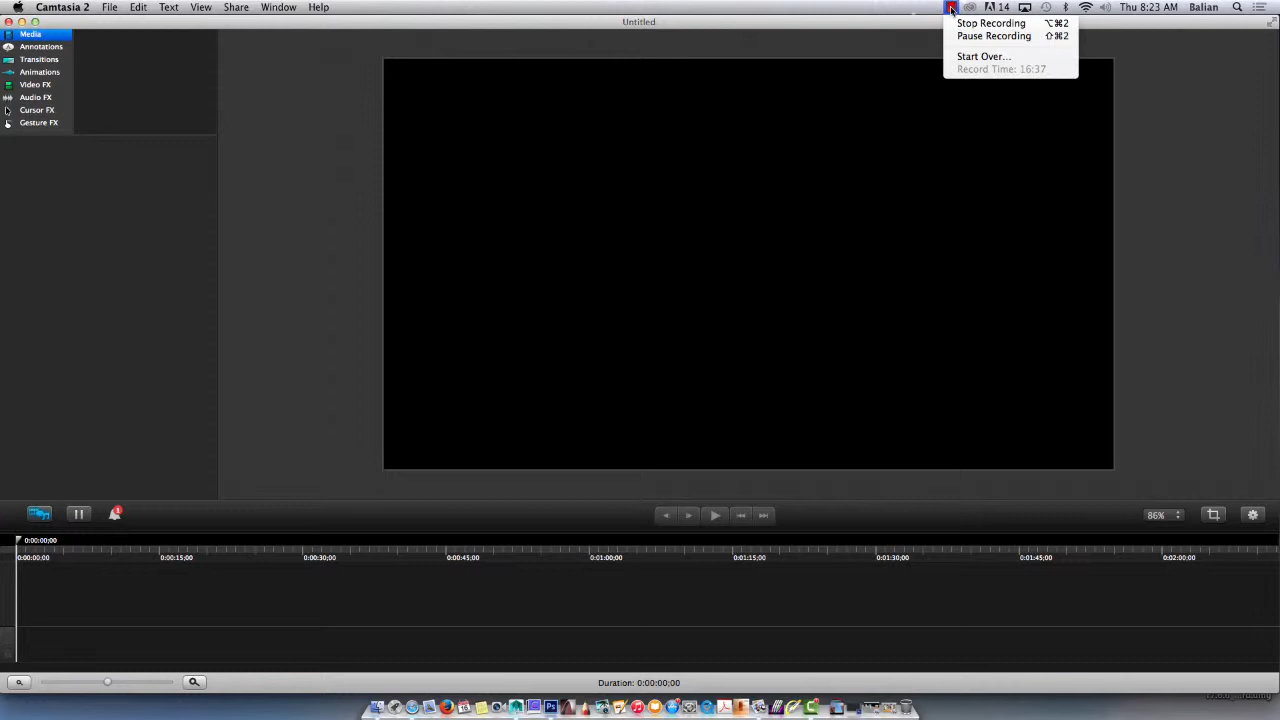 Camtasia 2 File Edit Text View Share Window Help 14 Thu 8:23 AM Balian
Untitled
Stop Recording ⌥⌘2
Pause Recording ⇧⌘2
Start Over...
Record Time: 16:37
Media
Annotations
Transitions
Animations
Video FX
Audio FX
Cursor FX
Gesture FX
1
86%
0:00:00;00
0:00:00;00 0:00:15;00 0:00:30;00 0:00:45;00 0:01:00;00 0:01:15;00 0:01:30;00 0:01:45;00 0:02:00;00
Duration: 0:00:00;00